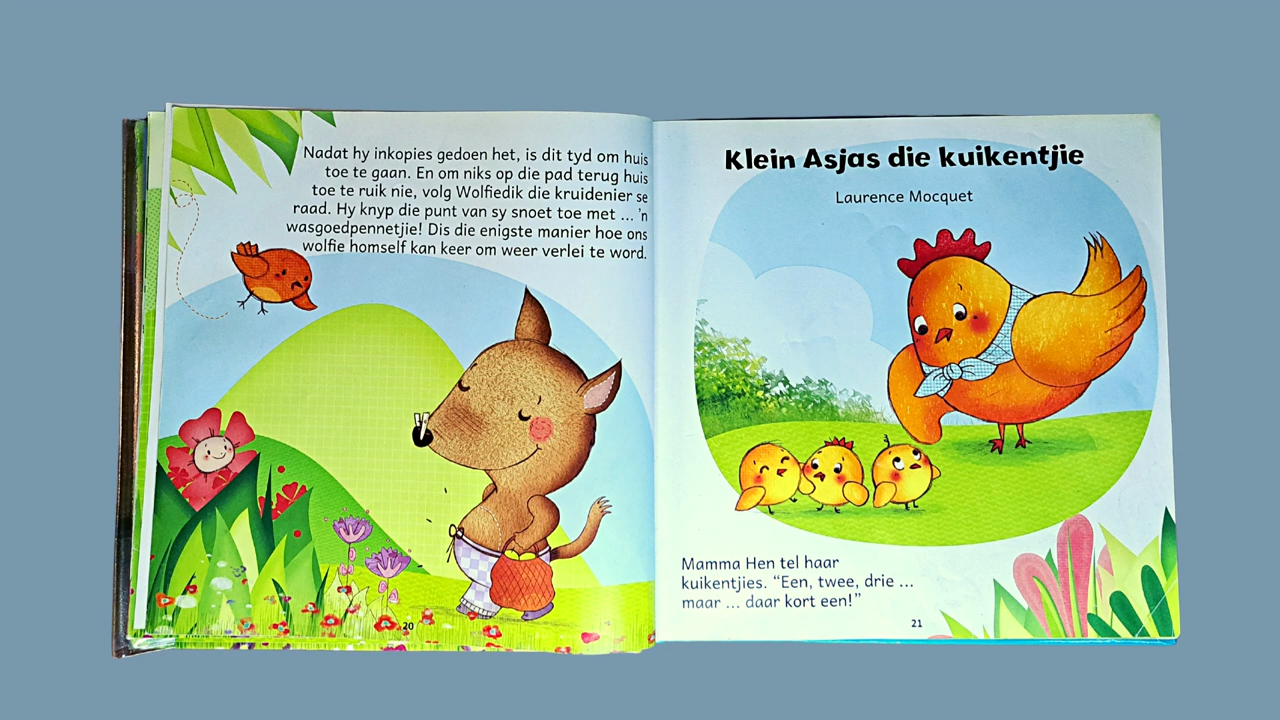 Nadat hy inkopies gedoen het, is dit tyd om huis
toe te gaan. En om niks op die pad terug huis
toe te ruik nie, volg Wolfiedik die kruidenier se
raad. Hy knyp die punt van sy snoet toe met ... 'n
wasgoedpennetjie! Dis die enigste manier hoe ons
wolfie homself kan keer om weer verlei te word.
20
Klein Asjas die kuikentjie
Laurence Mocquet
Mamma Hen tel haar
kuikentjies. “Een, twee, drie ...
maar ... daar kort een!”
21